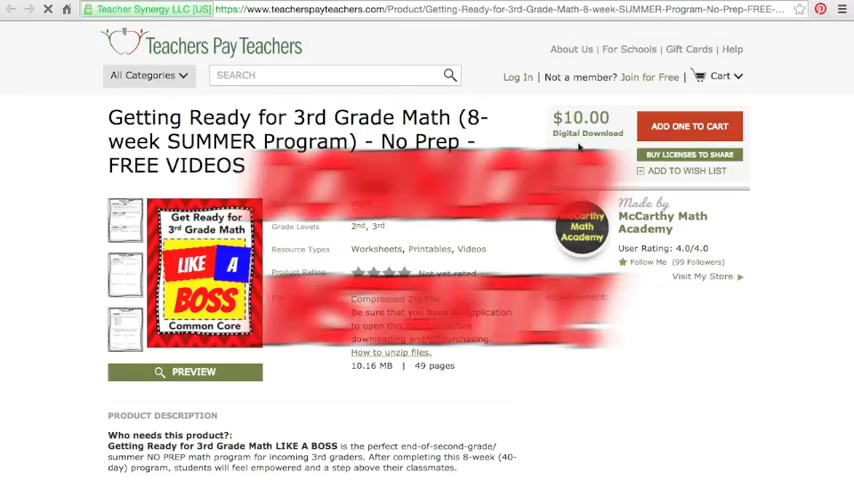 Teacher Synergy LLC [US] https://www.teacherspayteachers.com/Product/Getting-Ready-for-3rd-Grade-Math-8-week-SUMMER-Program-No-Prep-FREE-...
Teachers Pay Teachers
About Us | For Schools | Gift Cards | Help
All Categories SEARCH
Log In | Not a member? Join for Free | Cart
Getting Ready for 3rd Grade Math (8-
week SUMMER Program) - No Prep -
FREE VIDEOS
$10.00
Digital Download
ADD ONE TO CART
BUY LICENSES TO SHARE
ADD TO WISH LIST
Get Ready for
3rd Grade Math
LIKE A
BOSS
Common Core
PREVIEW
Grade Levels 2nd, 3rd
Resource Types Worksheets, Printables, Videos
Product Rating Not yet rated
Compressed Zip File
Be sure that you have an application
to open this before
downloading and/or purchasing.
How to unzip files.
10.16 MB | 49 pages
McCarthy
Math
Academy
Made by
McCarthy Math
Academy
User Rating: 4.0/4.0
Follow Me (99 Followers)
Visit My Store
PRODUCT DESCRIPTION
Who needs this product?:
Getting Ready for 3rd Grade Math LIKE A BOSS is the perfect end-of-second-grade/
summer NO PREP math program for incoming 3rd graders. After completing this 8-week (40-
day) program, students will feel empowered and a step above their classmates.